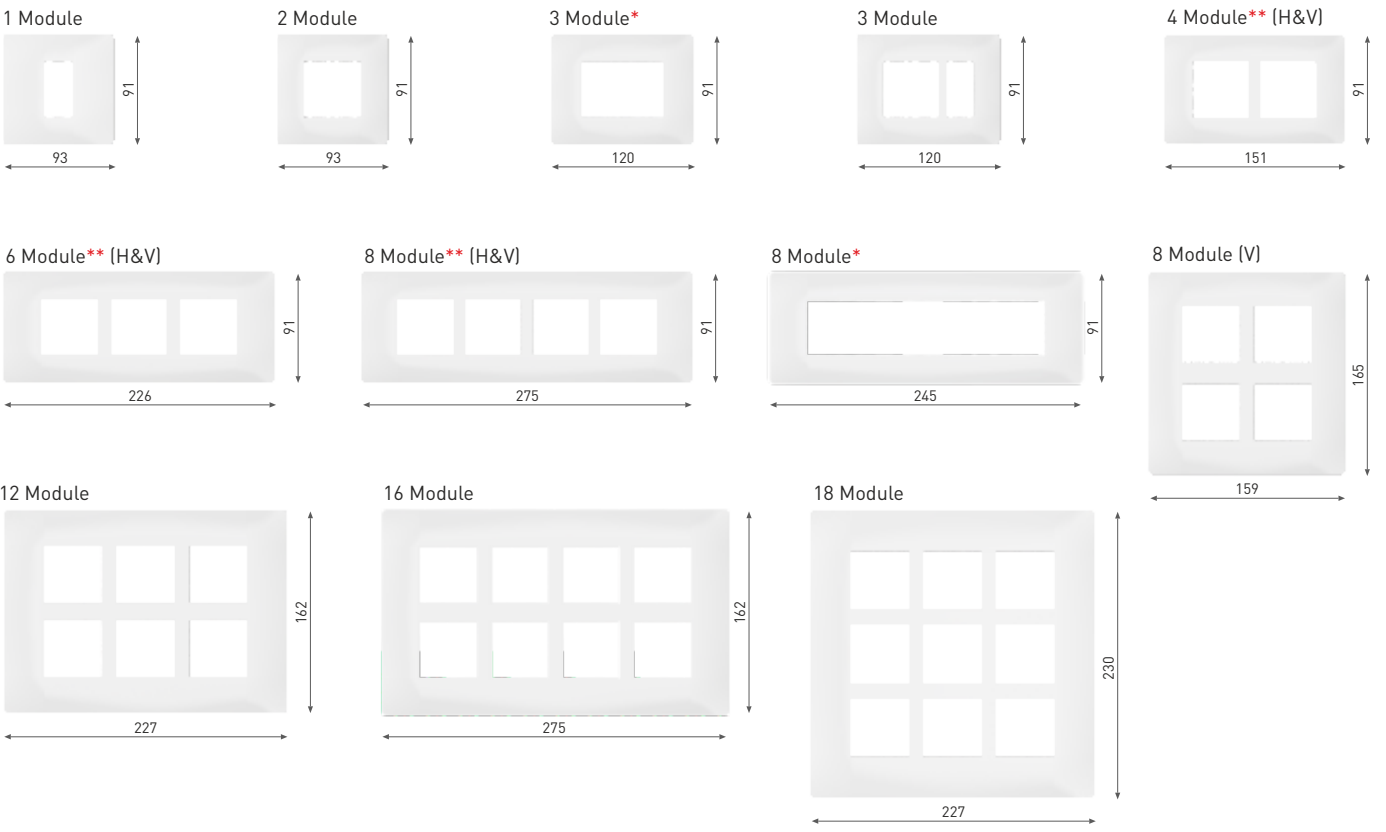 1 Module
2 Module
3 Module*
3 Module
4 Module** (H&V)
91
91
91
91
91
93
93
120
120
151
6 Module** (H&V)
8 Module** (H&V)
8 Module*
8 Module (V)
91
91
91
165
226
275
245
159
12 Module
16 Module
18 Module
162
162
230
227
275
227